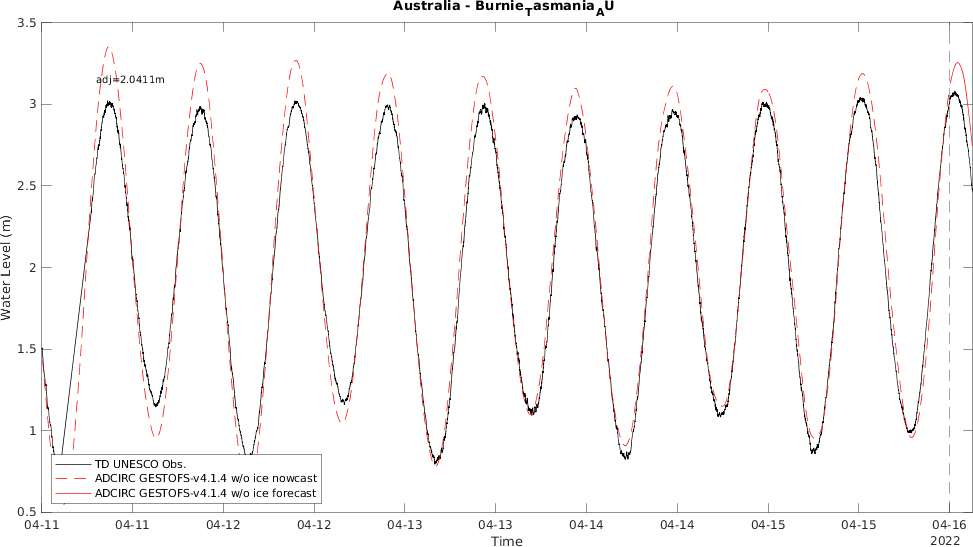 Australia - BurnieTasmaniaAU
3.5
adj=2.0411m
3
2.5
2
1.5
1
0.5
Water Level (m)
TD UNESCO Obs.
ADCIRC GESTOFS-v4.1.4 w/o ice nowcast
ADCIRC GESTOFS-v4.1.4 w/o ice forecast
04-11 04-11 04-12 04-12 04-13 04-13 04-14 04-14 04-15 04-15 04-16
Time 2022